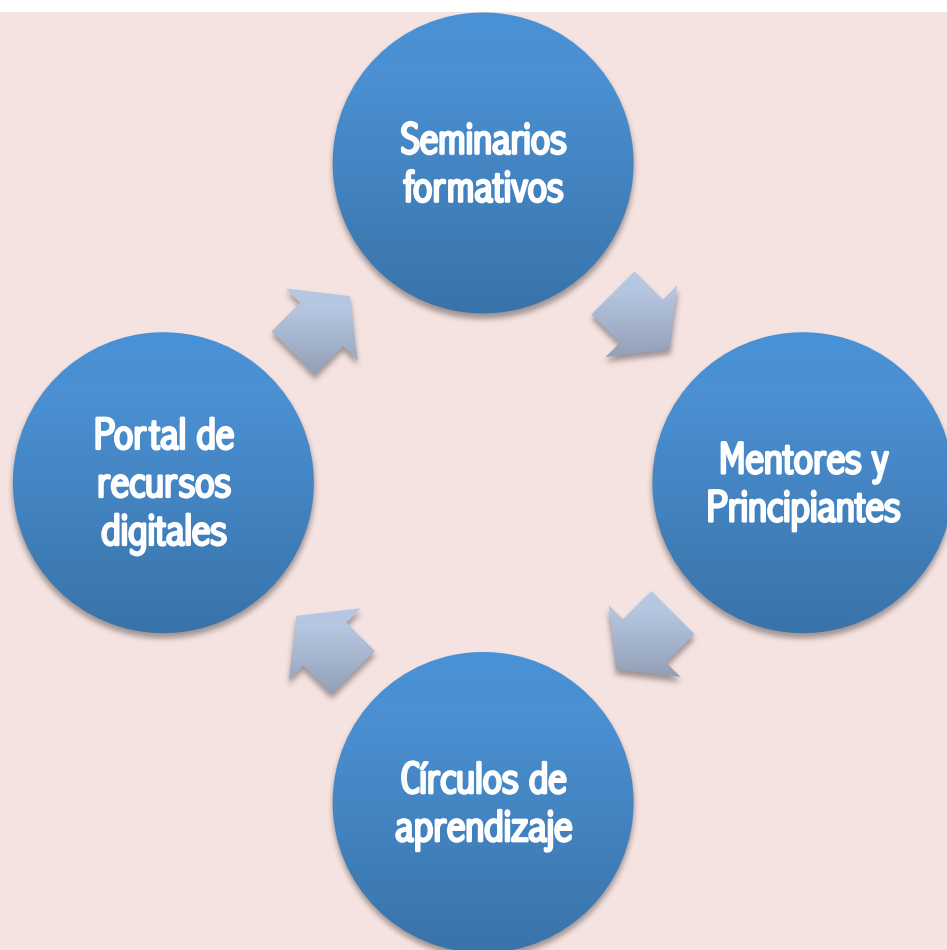 Seminarios
formativos
Mentores y
Principiantes
Círculos de
aprendizaje
Portal de
recursos
digitales